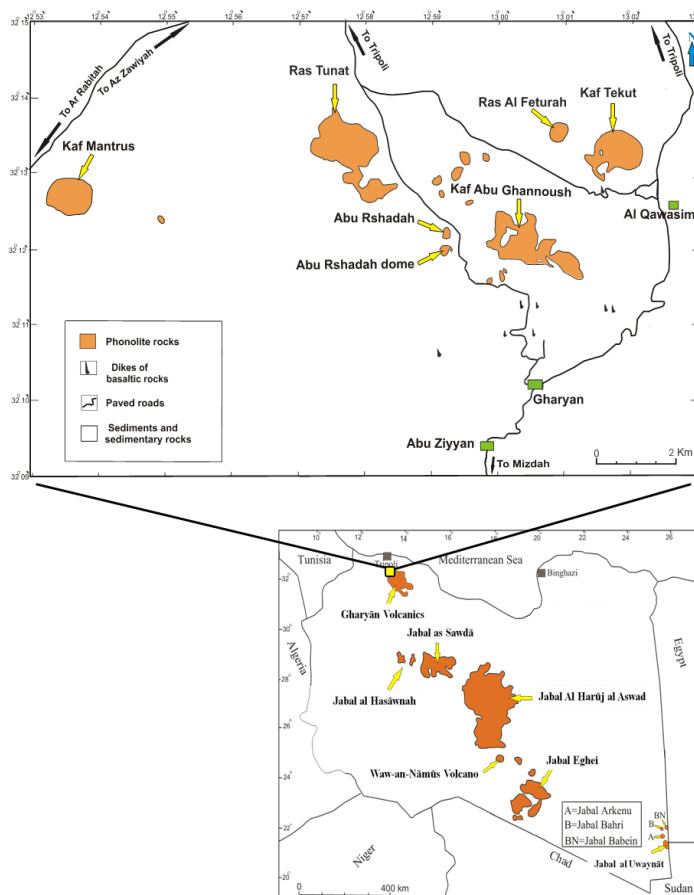 12 53 12 54 12 55 12 56 12 57 12 58 12 59 13 00 13 01 13 02
32 15
N
To Ar Rabitah
To Az Zawiyah
To Tripoli
To Tripoli
Ras Tunat
Ras Al Feturah
Kaf Tekut
32 14
Kaf Mantrus
32 13
Kaf Abu Ghannoush
Al Qawasim
Abu Rshadah
32 12
Abu Rshadah dome
32 11
Phonolite rocks
Dikes of
basaltic rocks
Paved roads
Sediments and
sedimentary rocks
32 10
Gharyan
Abu Ziyyan
0 2 Km
To Mizdah
32 09
10° 12 14 16 18 20 22 24 26
Tunisia
Tripoli
Mediterranean Sea
Binghazi
32°
Gharyān Volcanics
30°
Jabal as Sawdā
Algeria
Egypt
28°
Jabal al Hasāwnah
Jabal Al Harūj al Aswad
26°
Waw-an-Nāmūs Volcano
Jabal Eghei
24°
A=Jabal Arkenu
B=Jabal Bahri
BN=Jabal Babein
BN
B
A
22°
Jabal al Uwaynāt
Niger
Chad
20°
0 400 km
Sudan